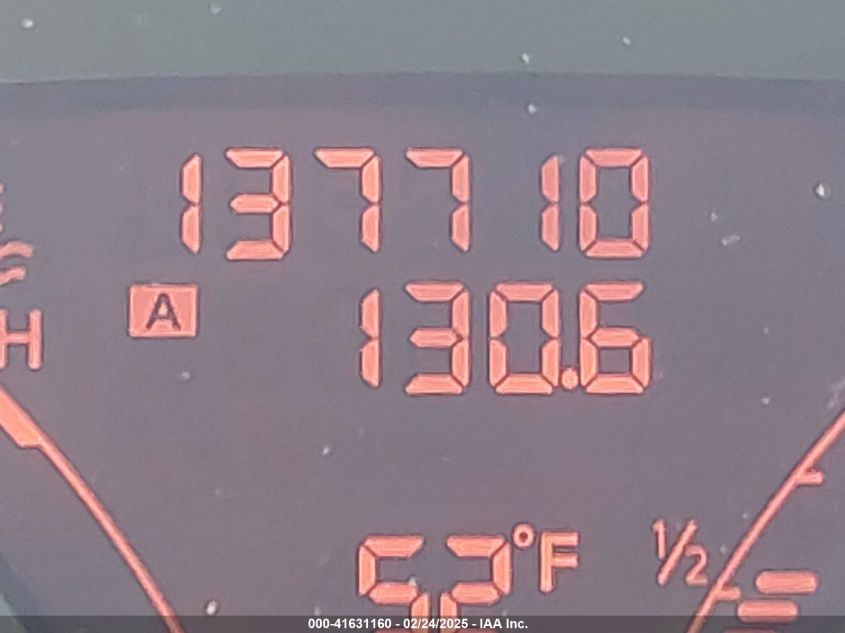 137710
A 130.6
H
52°F
1/2
000-41631160 - 02/24/2025 - IAA Inc.